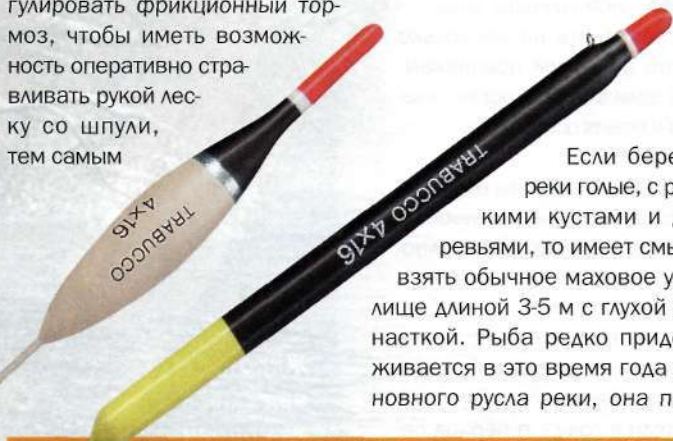 гулировать фрикционный тор-
моз, чтобы иметь возмож-
ность оперативно стра-
вливать рукой лес-
ку со шпули,
тем самым
TRABUCCO
4x16
TRABUCCO 4x16
Если бере
реки голые, с р
кими кустами и д
ревьями, то имеет смы
взять обычное маховое у
лище длиной 3-5 м с глухой
насткой. Рыба редко прид
живается в это время года
новного русла реки, она п